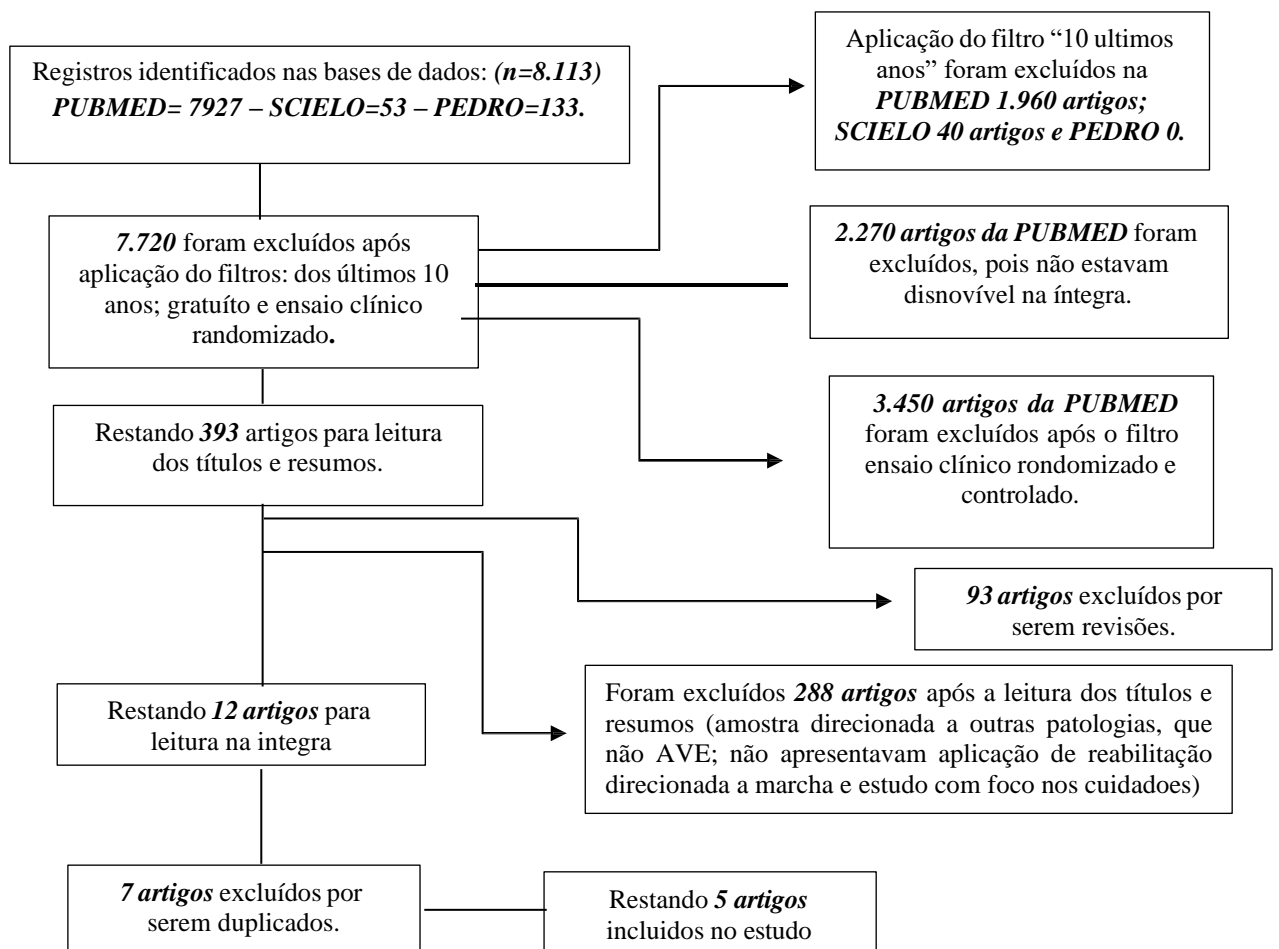 Registros identificados nas bases de dados: (n=8.113)
PUBMED= 7927 – SCIELO=53 – PEDRO=133.
Aplicação do filtro “10 ultimos
anos” foram excluídos na
PUBMED 1.960 artigos;
SCIELO 40 artigos e PEDRO 0.
7.720 foram excluídos após
aplicação do filtros: dos últimos 10
anos; gratuíto e ensaio clínico
randomizado.
2.270 artigos da PUBMED foram
excluídos, pois não estavam
disnovível na íntegra.
3.450 artigos da PUBMED
foram excluídos após o filtro
ensaio clínico rondomizado e
controlado.
Restando 393 artigos para leitura
dos títulos e resumos.
93 artigos excluídos por
serem revisões.
Foram excluídos 288 artigos após a leitura dos títulos e
resumos (amostra direcionada a outras patologias, que
não AVE; não apresentavam aplicação de reabilitação
direcionada a marcha e estudo com foco nos cuidadoes)
Restando 12 artigos para
leitura na integra
7 artigos excluídos por
serem duplicados.
Restando 5 artigos
incluidos no estudo